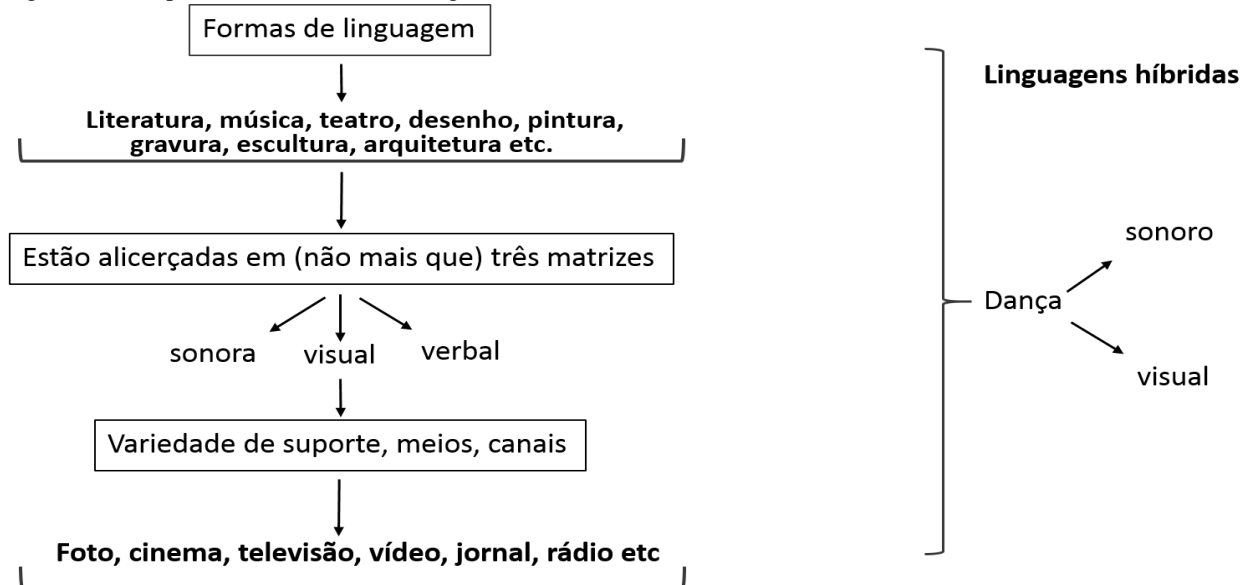 Formas de linguagem
Literatura, música, teatro, desenho, pintura,
gravura, escultura, arquitetura etc.
Estão alicerçadas em (não mais que) três matrizes
sonora visual verbal
Variedade de suporte, meios, canais
Foto, cinema, televisão, vídeo, jornal, rádio etc
Linguagens híbridas
sonoro
Dança
visual